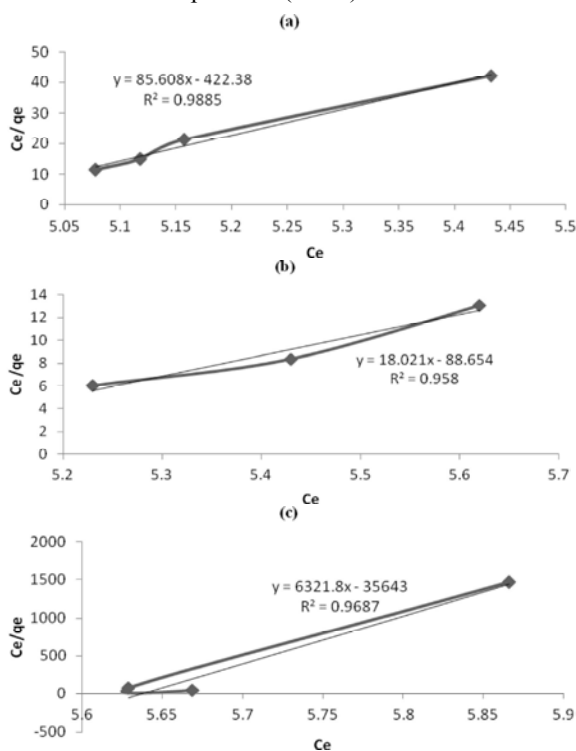 (a)
50
40
30
20
10
0
Ce/ qe
y = 85.608x - 422.38
R² = 0.9885
5.05 5.1 5.15 5.2 5.25 5.3 5.35 5.4 5.45 5.5
Ce
(b)
14
12
10
8
6
4
2
0
Ce/qe
y = 18.021x - 88.654
R² = 0.958
5.2 5.3 5.4 5.5 5.6 5.7
Ce
(c)
2000
1500
1000
500
0
-500
Ce/qe
y = 6321.8x - 35643
R² = 0.9687
5.6 5.65 5.7 5.75 5.8 5.85 5.9
Ce